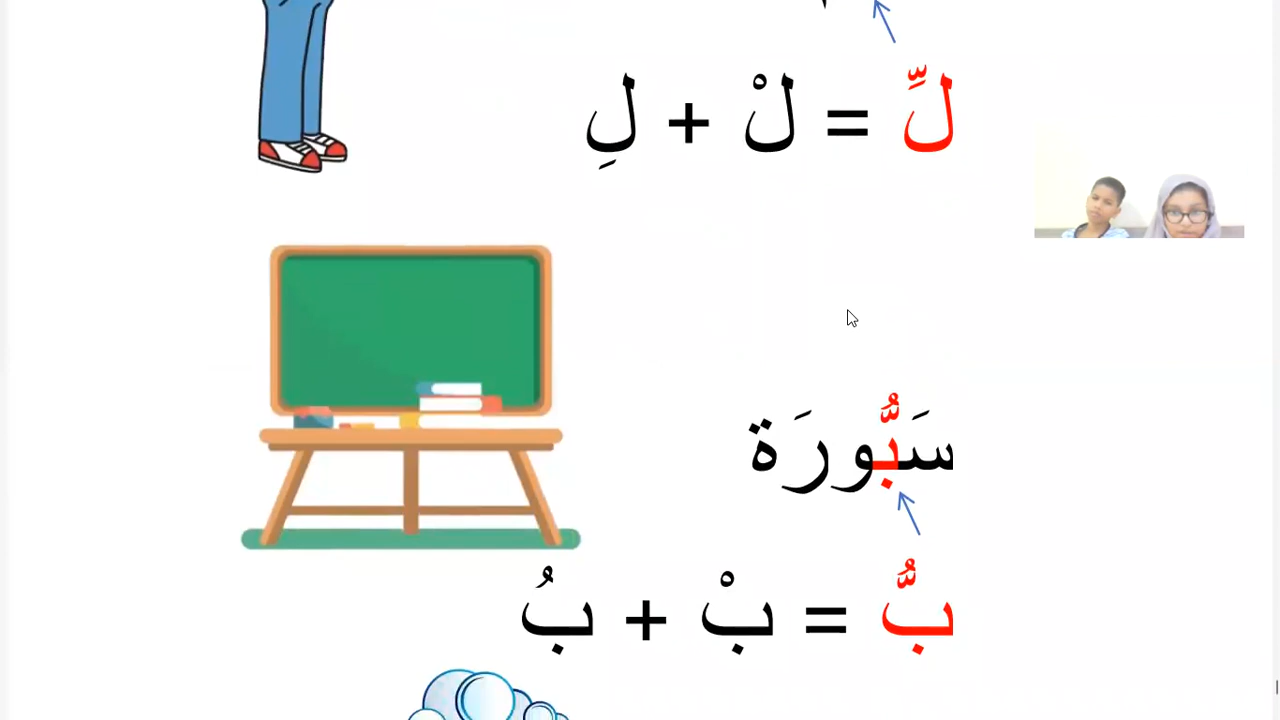 لِّ = لْ + لِ
سَبُّورَة
بُّ = بْ + بُ